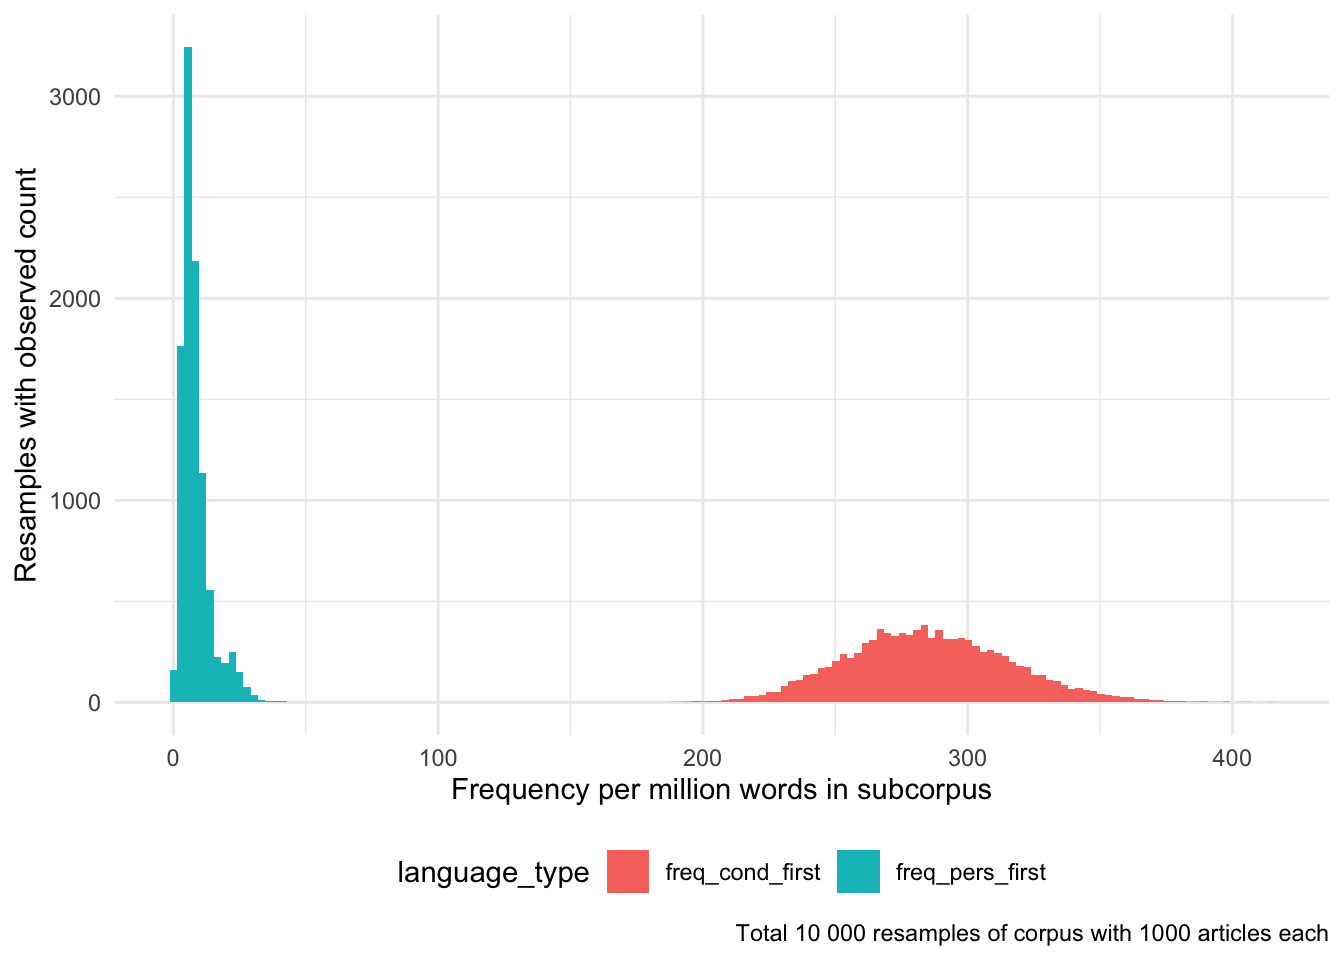 3000
2000
1000
0
Resamples with observed count
0 100 200 300 400
Frequency per million words in subcorpus
language_type freq_cond_first freq_pers_first
Total 10 000 resamples of corpus with 1000 articles each